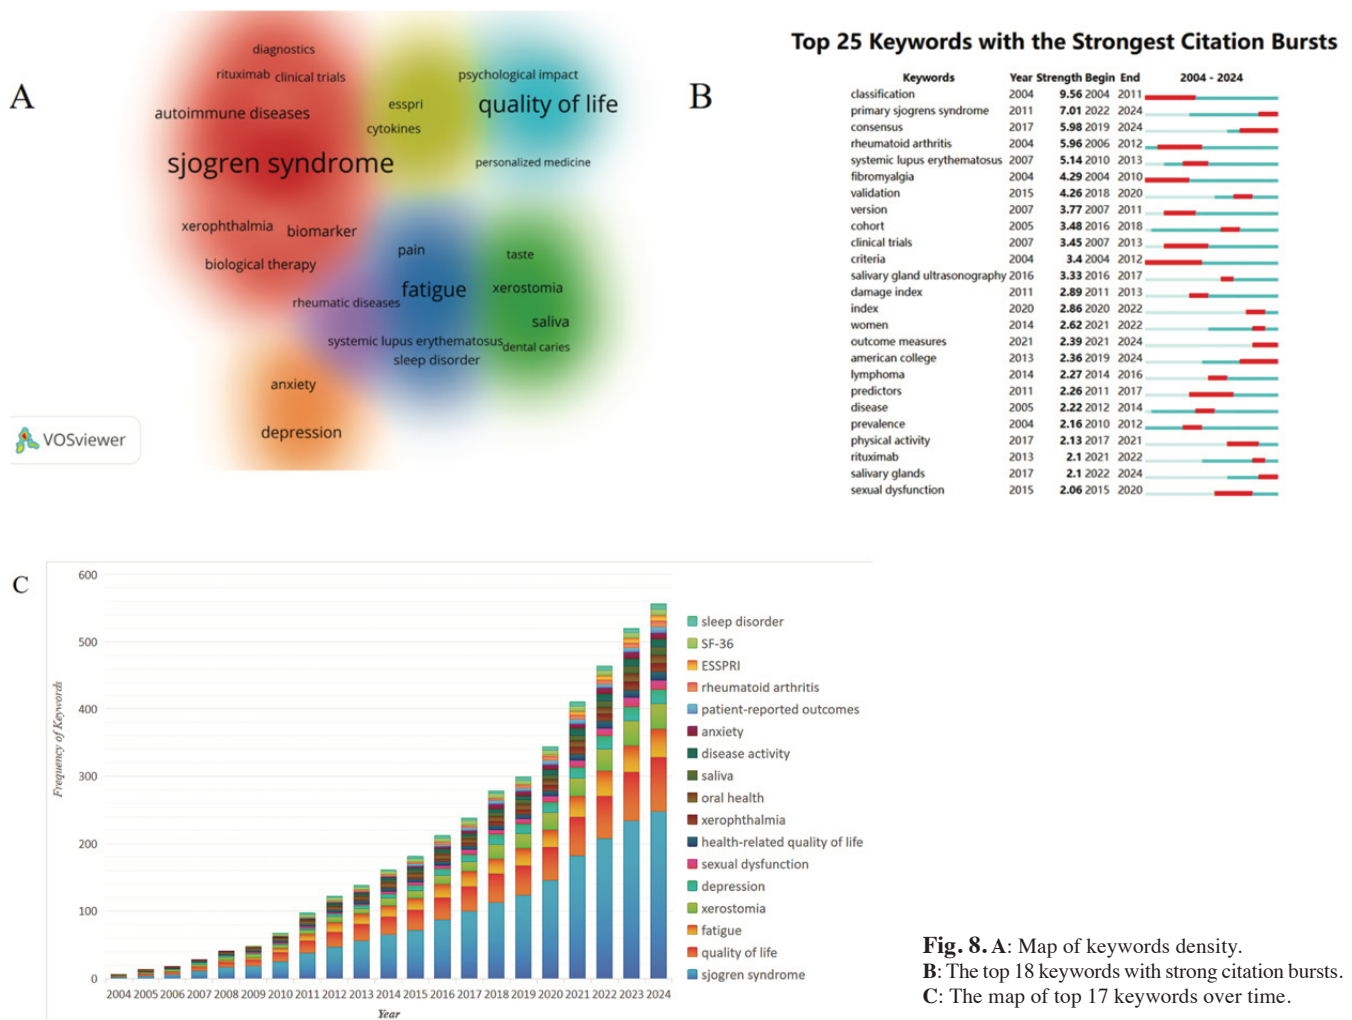 A
diagnostics
rituximab clinical trials
autoimmune diseases
sjogren syndrome
xerophthalmia
biomarker
biological therapy
esspri
cytokines
psychological impact
quality of life
personalized medicine
pain
fatigue
rheumatic diseases
systemic lupus erythematosus
sleep disorder
taste
xerostomia
saliva
dental caries
anxiety
depression
VOSviewer
B
Top 25 Keywords with the Strongest Citation Bursts
Keywords Year Strength Begin End 2004 - 2024
classification 2004 9.56 2004 2011
primary sjogrens syndrome 2011 7.01 2022 2024
consensus 2017 5.98 2019 2024
rheumatoid arthritis 2004 5.96 2006 2012
systemic lupus erythematosus 2007 5.14 2010 2013
fibromyalgia 2004 4.29 2004 2010
validation 2015 4.26 2018 2020
version 2007 3.77 2007 2011
cohort 2005 3.48 2016 2018
clinical trials 2007 3.45 2007 2013
criteria 2004 3.4 2004 2012
salivary gland ultrasonography 2016 3.33 2016 2017
damage index 2011 2.89 2011 2013
index 2020 2.86 2020 2022
women 2014 2.62 2021 2022
outcome measures 2021 2.39 2021 2024
american college 2013 2.36 2019 2024
lymphoma 2014 2.27 2014 2016
predictors 2011 2.26 2011 2017
disease 2005 2.22 2012 2014
prevalence 2004 2.16 2010 2012
physical activity 2017 2.13 2017 2021
rituximab 2013 2.1 2021 2022
salivary glands 2017 2.1 2022 2024
sexual dysfunction 2015 2.06 2015 2020
C
600
500
400
300
200
100
0
Frequency of Keywords
2004 2005 2006 2007 2008 2009 2010 2011 2012 2013 2014 2015 2016 2017 2018 2019 2020 2021 2022 2023 2024
Year
sleep disorder
SF-36
ESSPRI
rheumatoid arthritis
patient-reported outcomes
anxiety
disease activity
saliva
oral health
xerophthalmia
health-related quality of life
sexual dysfunction
depression
xerostomia
fatigue
quality of life
sjogren syndrome
Fig. 8. A: Map of keywords density.
B: The top 18 keywords with strong citation bursts.
C: The map of top 17 keywords over time.